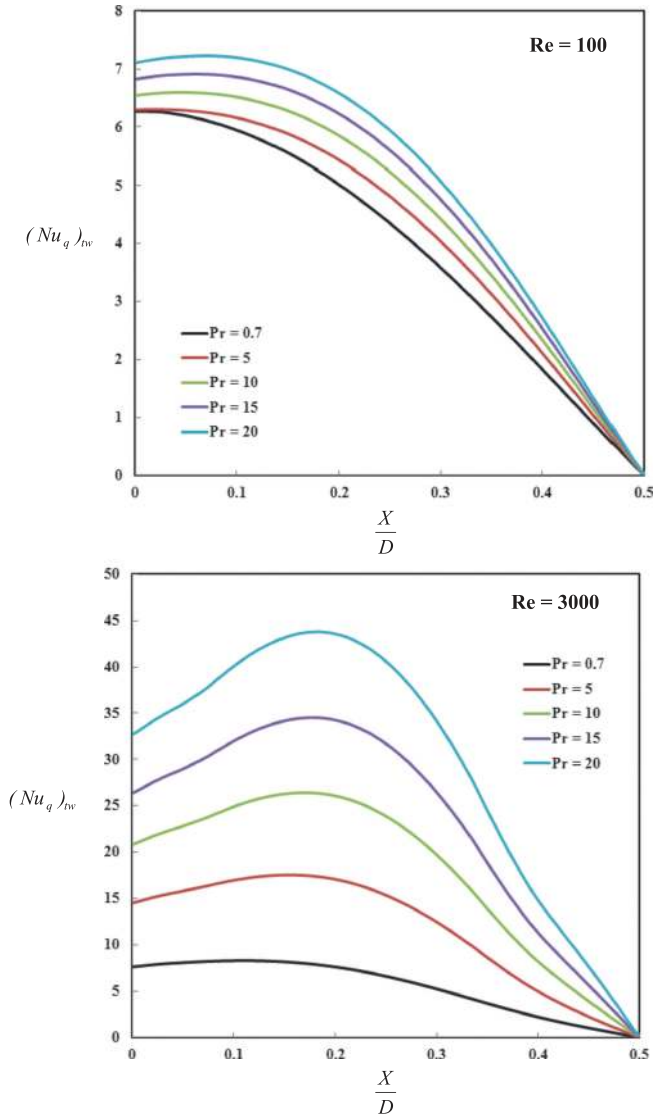 8
Re = 100
7
6
5
(Nu_q)_tw
4
3
Pr = 0.7
Pr = 5
2
Pr = 10
Pr = 15
1
Pr = 20
0
0 0.1 0.2 0.3 0.4 0.5
X
D
50
Re = 3000
45
40
Pr = 0.7
Pr = 5
35
Pr = 10
Pr = 15
30
Pr = 20
25
(Nu_q)_tw
20
15
10
5
0
0 0.1 0.2 0.3 0.4 0.5
X
D